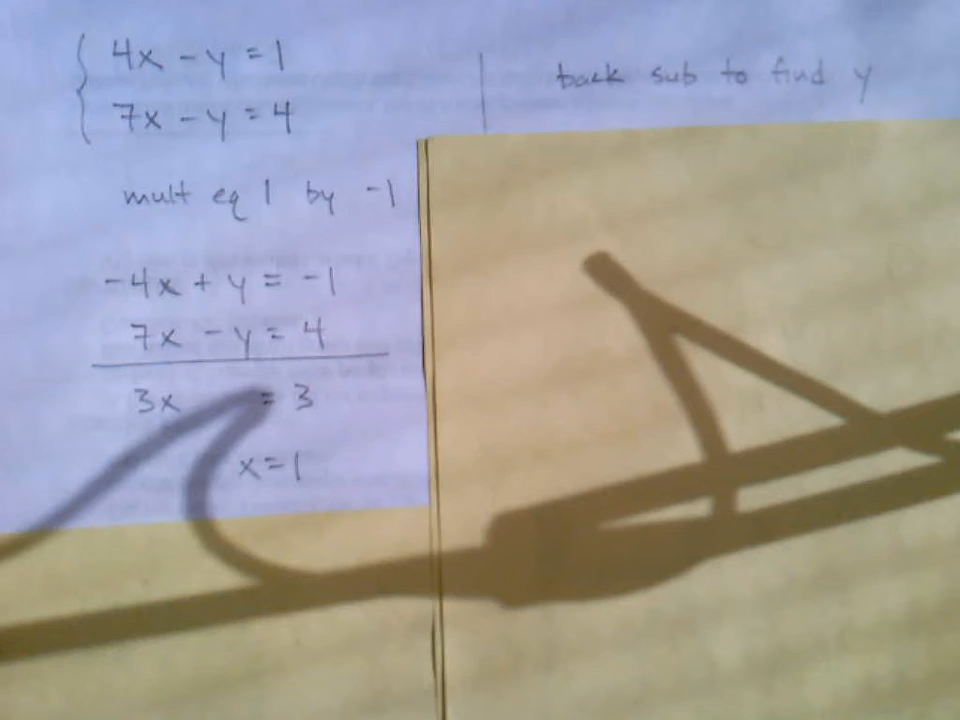 4x - y = 1
7x - y = 4
mult eq 1 by -1
-4x + y = -1
7x - y = 4
3x = 3
x = 1
back sub to find y